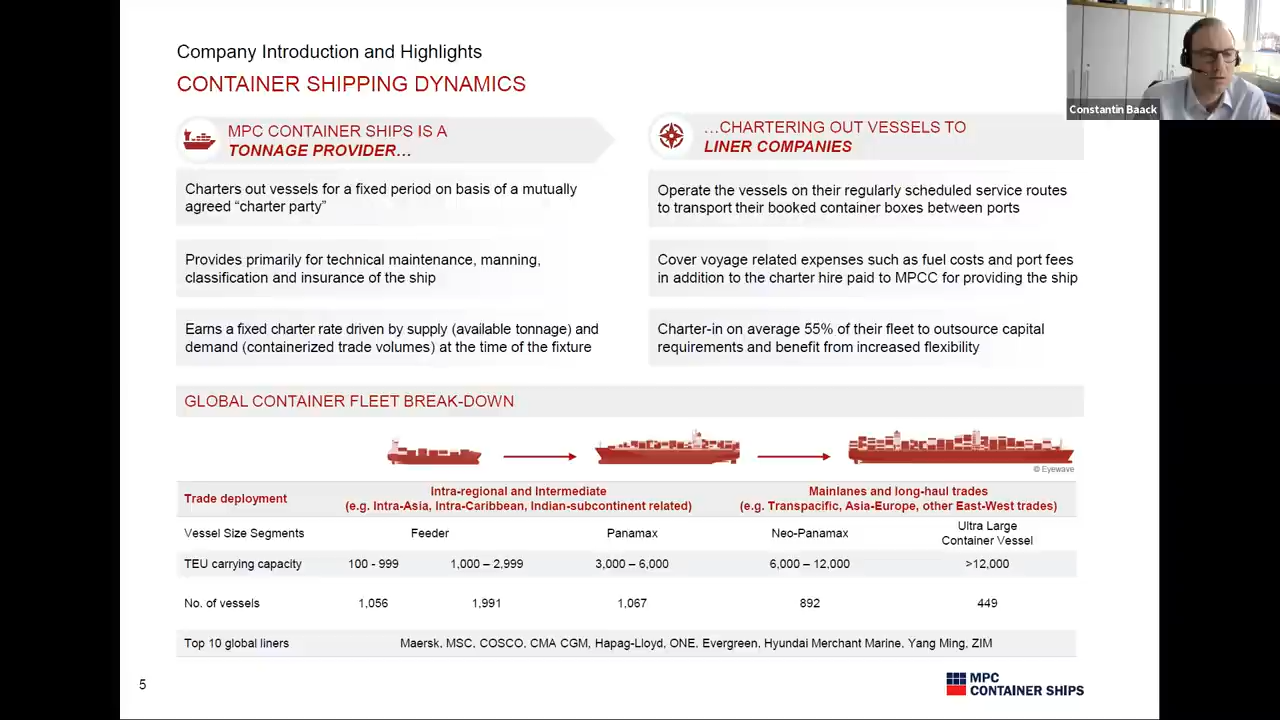 Company Introduction and Highlights
CONTAINER SHIPPING DYNAMICS
Constantin Baack
MPC CONTAINER SHIPS IS A
TONNAGE PROVIDER…
Charters out vessels for a fixed period on basis of a mutually
agreed “charter party”
Provides primarily for technical maintenance, manning,
classification and insurance of the ship
Earns a fixed charter rate driven by supply (available tonnage) and
demand (containerized trade volumes) at the time of the fixture
…CHARTERING OUT VESSELS TO
LINER COMPANIES
Operate the vessels on their regularly scheduled service routes
to transport their booked container boxes between ports
Cover voyage related expenses such as fuel costs and port fees
in addition to the charter hire paid to MPCC for providing the ship
Charter-in on average 55% of their fleet to outsource capital
requirements and benefit from increased flexibility
GLOBAL CONTAINER FLEET BREAK-DOWN
© Eyewave
Trade deployment
Intra-regional and Intermediate
(e.g. Intra-Asia, Intra-Caribbean, Indian-subcontinent related)
Mainlanes and long-haul trades
(e.g. Transpacific, Asia-Europe, other East-West trades)
Vessel Size Segments Feeder Panamax Neo-Panamax Ultra Large
Container Vessel
TEU carrying capacity 100 - 999 1,000 – 2,999 3,000 – 6,000 6,000 – 12,000 >12,000
No. of vessels 1,056 1,991 1,067 892 449
Top 10 global liners Maersk, MSC, COSCO, CMA CGM, Hapag-Lloyd, ONE, Evergreen, Hyundai Merchant Marine, Yang Ming, ZIM
5
MPC
CONTAINER SHIPS